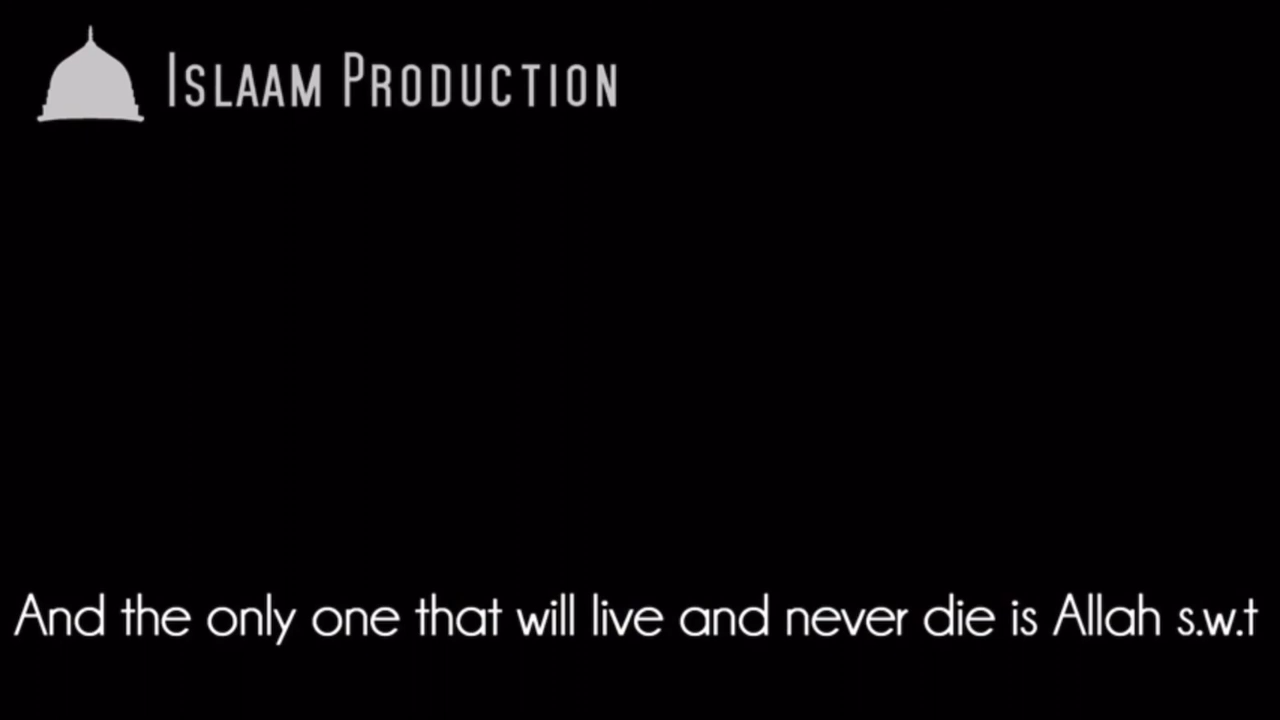 Islaam Production
And the only one that will live and never die is Allah s.w.t